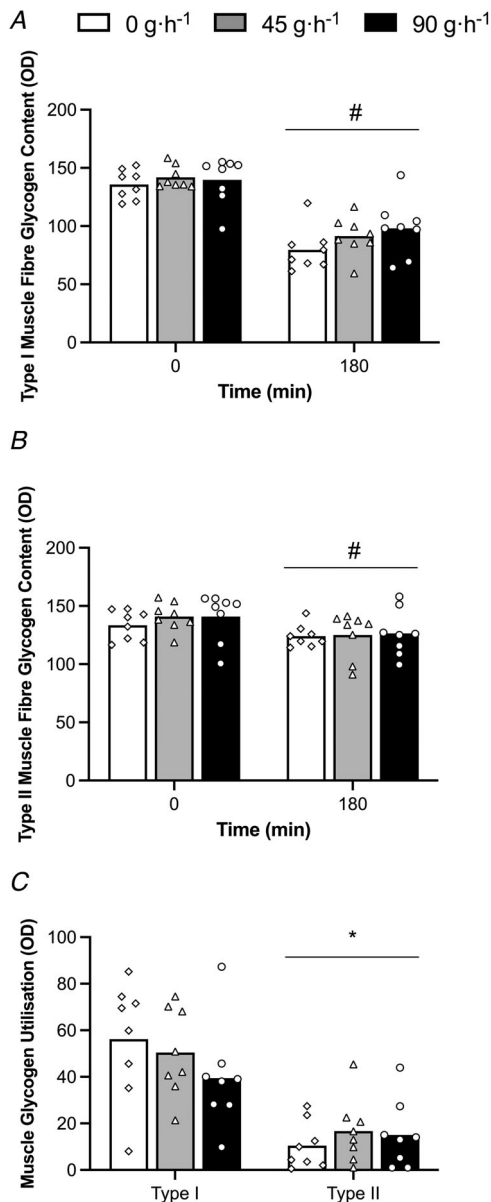 A 0 g·h⁻¹ 45 g·h⁻¹ 90 g·h⁻¹
Type I Muscle Fibre Glycogen Content (OD)
200
150
100
50
0
#
0 180
Time (min)
B
Type II Muscle Fibre Glycogen Content (OD)
200
150
100
50
0
#
0 180
Time (min)
C
Muscle Glycogen Utilisation (OD)
100
80
60
40
20
0
*
Type I Type II